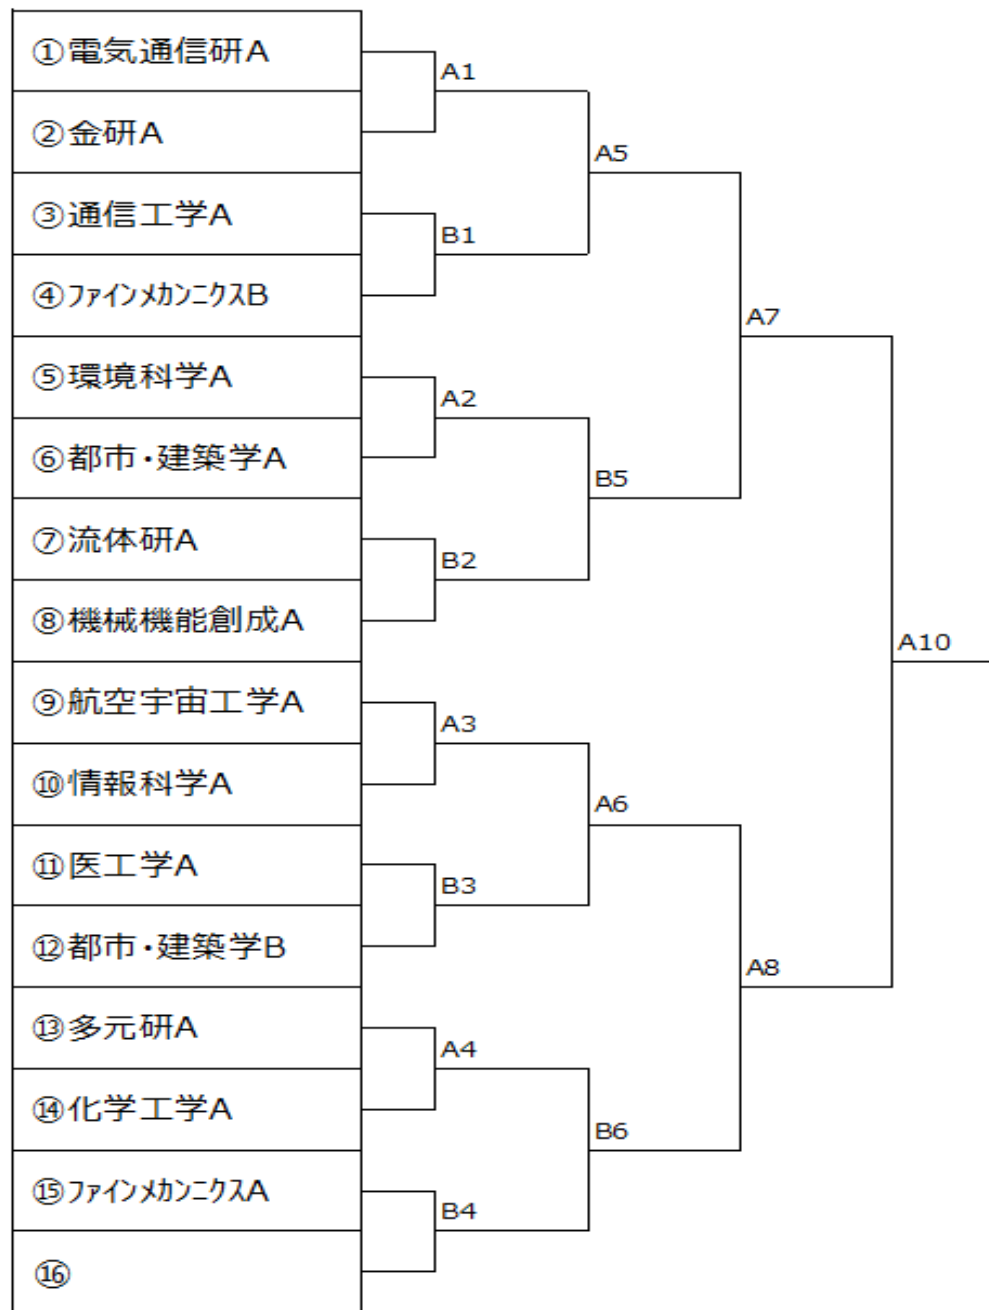 ①電気通信研A
A1
②金研A
A5
③通信工学A
B1
④ファインメカンニクスB
A7
⑤環境科学A
A2
⑥都市・建築学A
B5
⑦流体研A
B2
⑧機械機能創成A
A10
⑨航空宇宙工学A
A3
⑩情報科学A
A6
⑪医工学A
B3
⑫都市・建築学B
A8
⑬多元研A
A4
⑭化学工学A
B6
⑮ファインメカンニクスA
B4
⑯